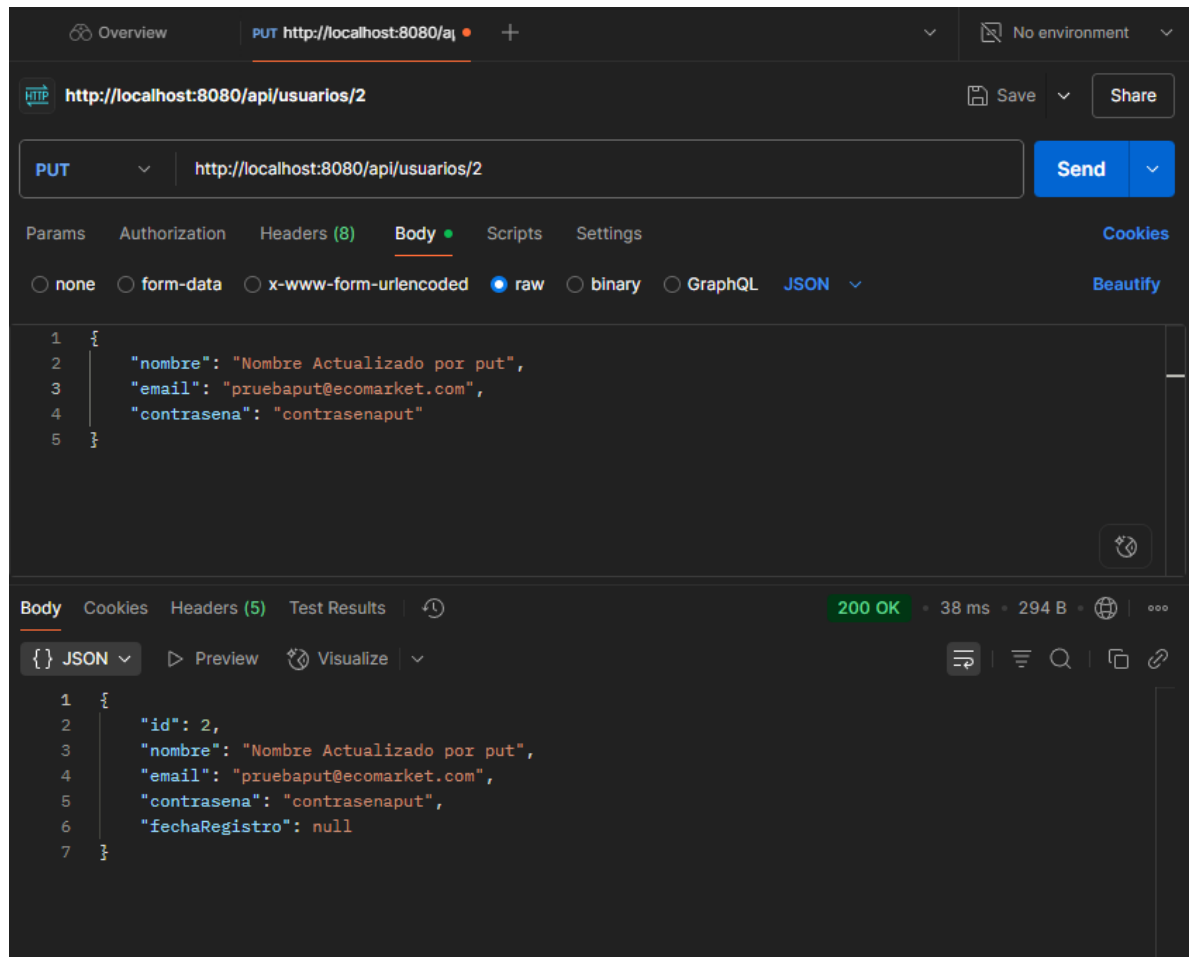 Overview PUT http://localhost:8080/a No environment
HTTP http://localhost:8080/api/usuarios/2 Save Share
PUT http://localhost:8080/api/usuarios/2 Send
Params Authorization Headers (8) Body Scripts Settings Cookies
none form-data x-www-form-urlencoded raw binary GraphQL JSON Beautify
1 {
2 "nombre": "Nombre Actualizado por put",
3 "email": "pruebaput@ecomarket.com",
4 "contrasena": "contrasenaput"
5 }
Body Cookies Headers (5) Test Results 200 OK 38 ms 294 B
{} JSON Preview Visualize
1 {
2 "id": 2,
3 "nombre": "Nombre Actualizado por put",
4 "email": "pruebaput@ecomarket.com",
5 "contrasena": "contrasenaput",
6 "fechaRegistro": null
7 }